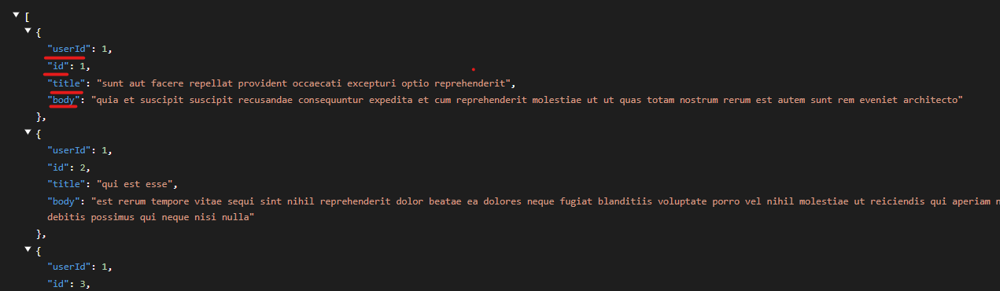 [
{
"userId": 1,
"id": 1,
"title": "sunt aut facere repellat provident occaecati excepturi optio reprehenderit",
"body": "quia et suscipit suscipit recusandae consequuntur expedita et cum reprehenderit molestiae ut ut quas totam nostrum rerum est autem sunt rem eveniet architecto"
},
{
"userId": 1,
"id": 2,
"title": "qui est esse",
"body": "est rerum tempore vitae sequi sint nihil reprehenderit dolor beatae ea dolores neque fugiat blanditiis voluptate porro vel nihil molestiae ut reiciendis qui aperiam
debitis possimus qui neque nisi nulla"
},
{
"userId": 1,
"id": 3,